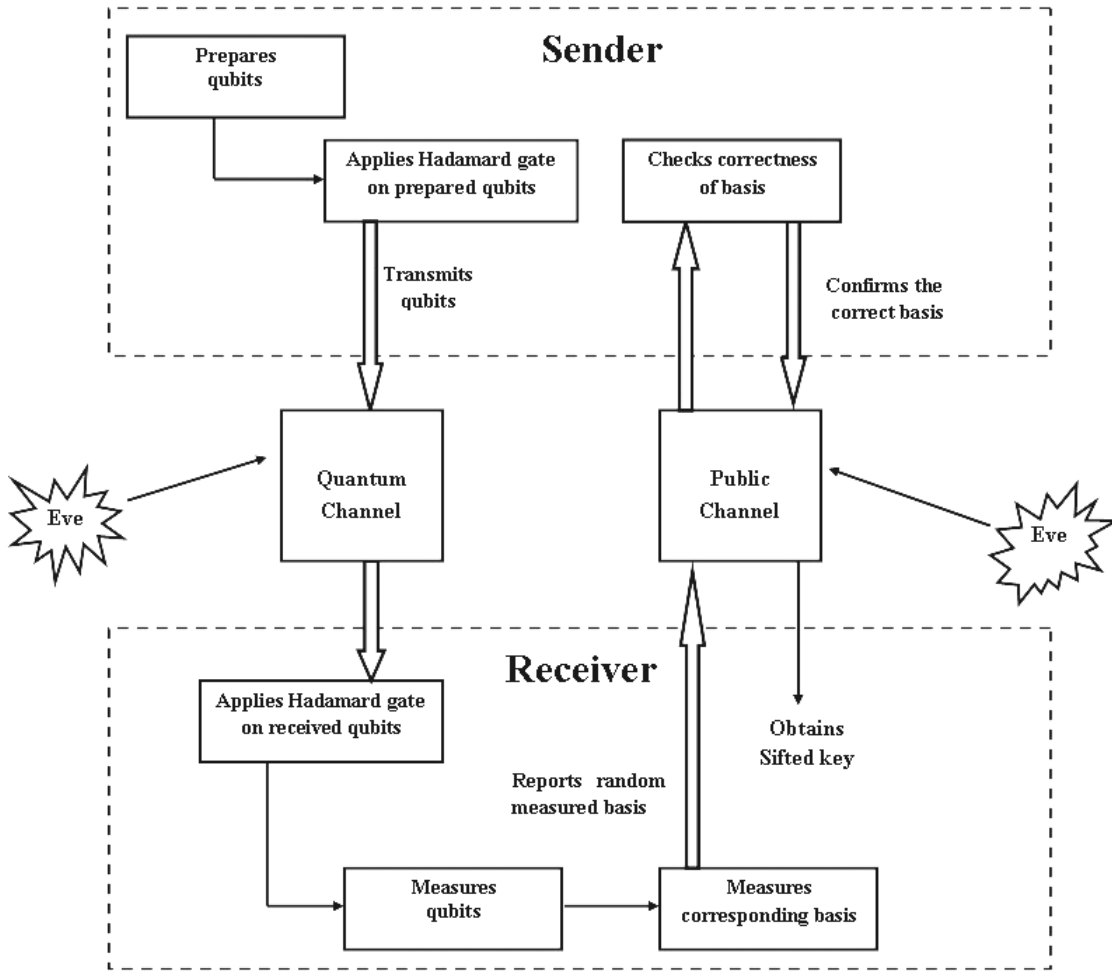 Sender
Prepares
qubits
Applies Hadamard gate
on prepared qubits
Checks correctness
of basis
Transmits
qubits
Confirms the
correct basis
Quantum
Channel
Public
Channel
Eve
Eve
Receiver
Applies Hadamard gate
on received qubits
Obtains
Sifted key
Reports random
measured basis
Measures
qubits
Measures
corresponding basis